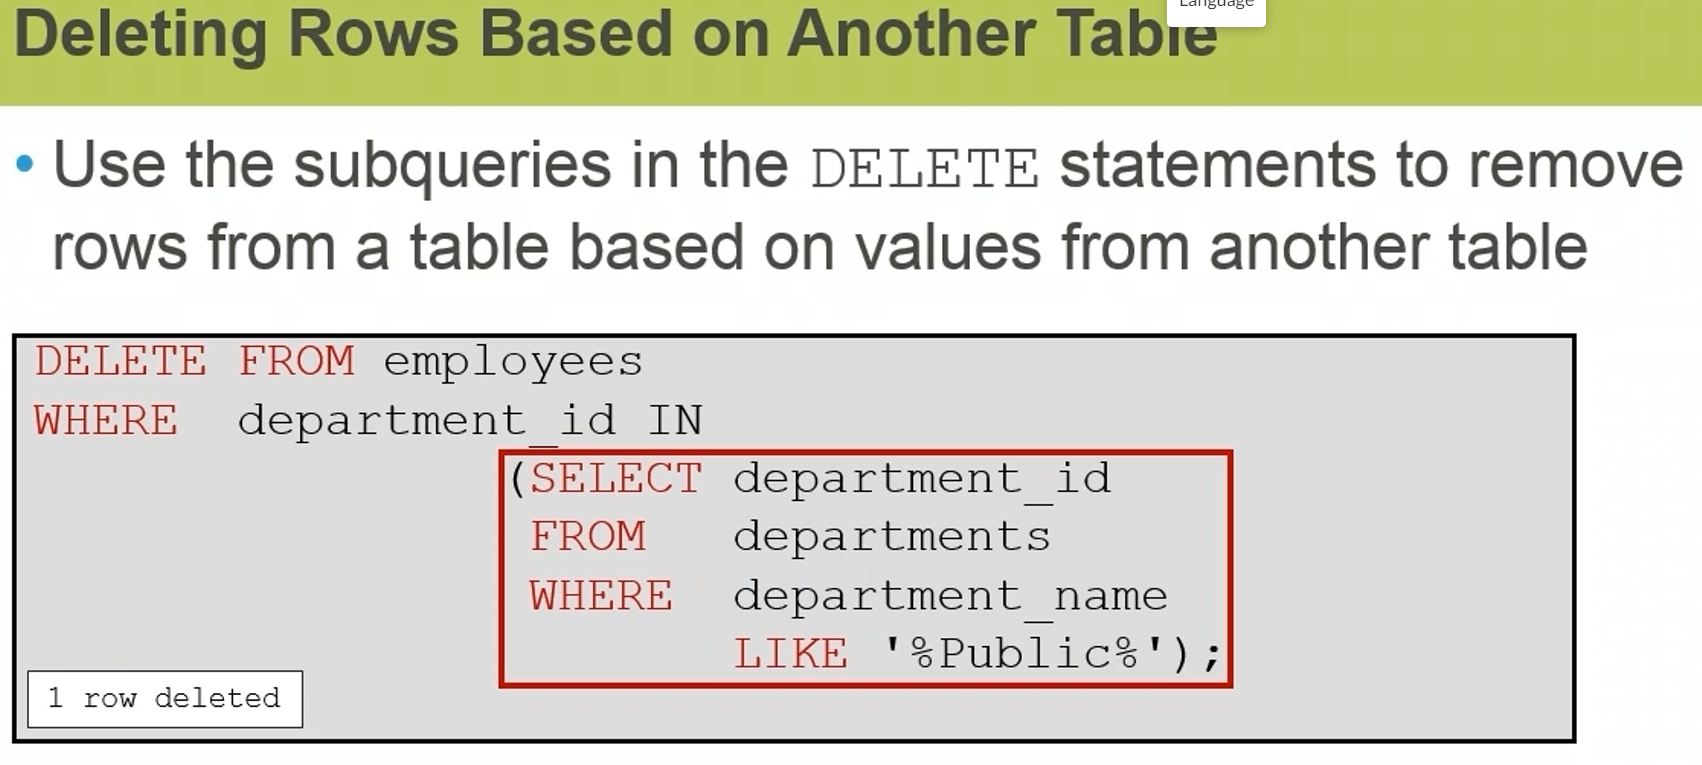 Language
Deleting Rows Based on Another Table
• Use the subqueries in the DELETE statements to remove
rows from a table based on values from another table
DELETE FROM employees
WHERE department_id IN
(SELECT department_id
FROM departments
WHERE department_name
LIKE '%Public%');
1 row deleted